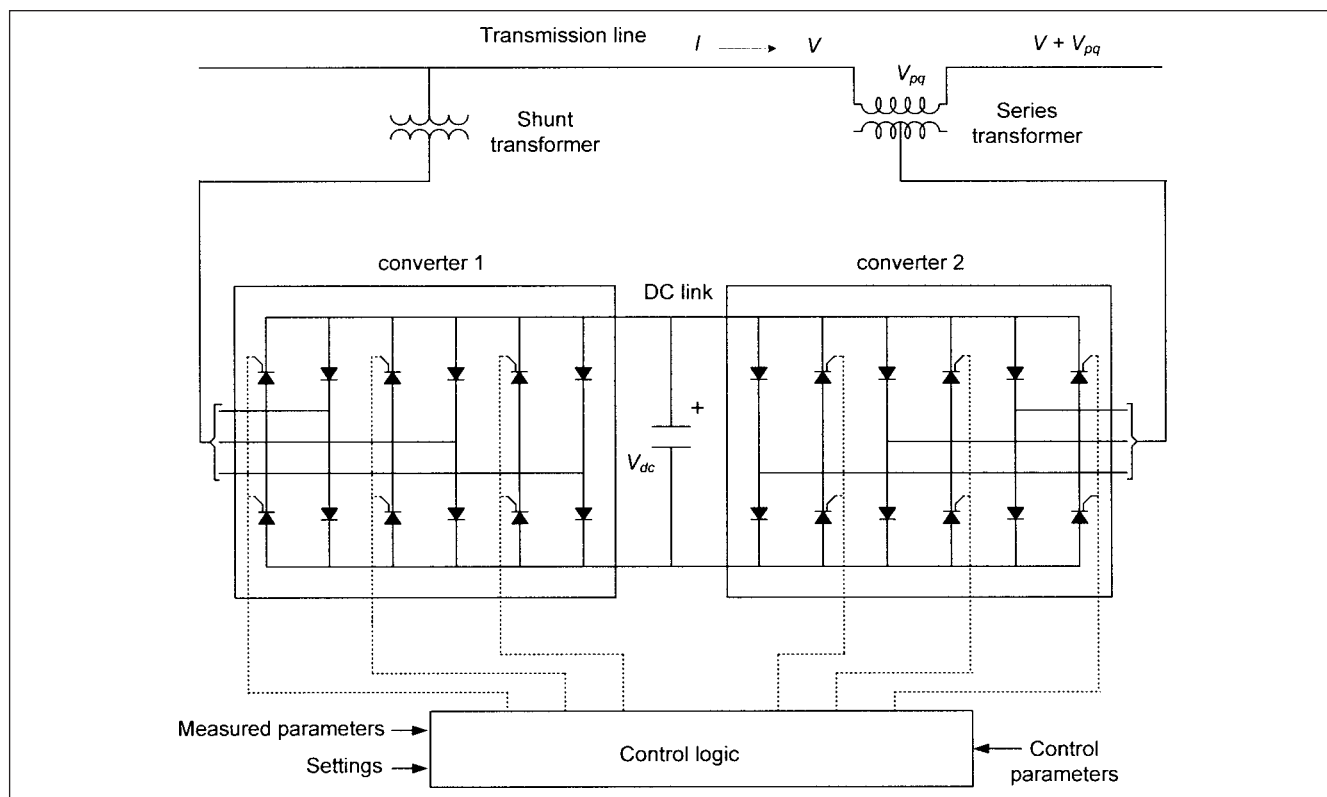 Transmission line
I
V
V + Vpq
Vpq
Shunt
transformer
Series
transformer
converter 1
converter 2
DC link
+
Vdc
Measured parameters
Settings
Control logic
Control
parameters